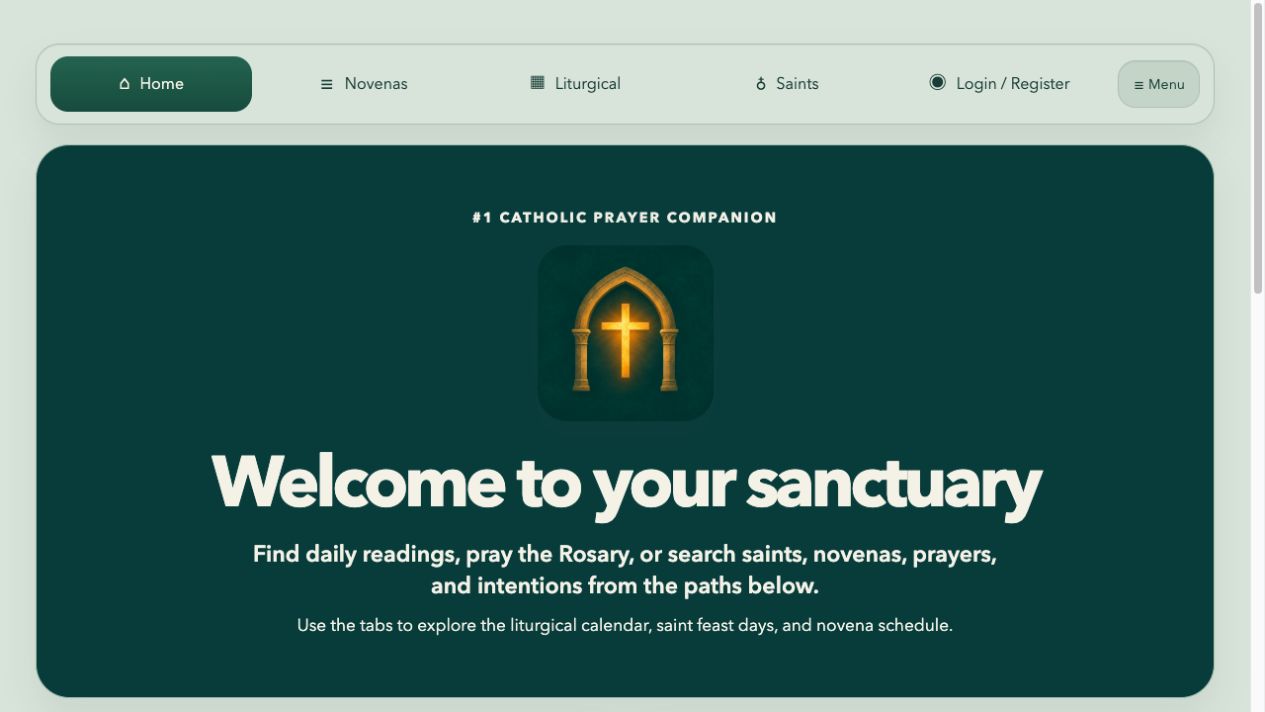 Home
Novenas
Liturgical
Saints
Login / Register
≡ Menu
#1 CATHOLIC PRAYER COMPANION
Welcome to your sanctuary
Find daily readings, pray the Rosary, or search saints, novenas, prayers,
and intentions from the paths below.
Use the tabs to explore the liturgical calendar, saint feast days, and novena schedule.